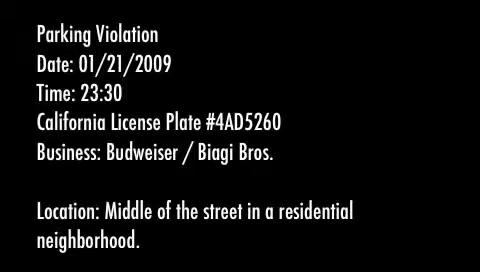 Parking Violation
Date: 01/21/2009
Time: 23:30
California License Plate #4AD5260
Business: Budweiser / Biagi Bros.
Location: Middle of the street in a residential
neighborhood.